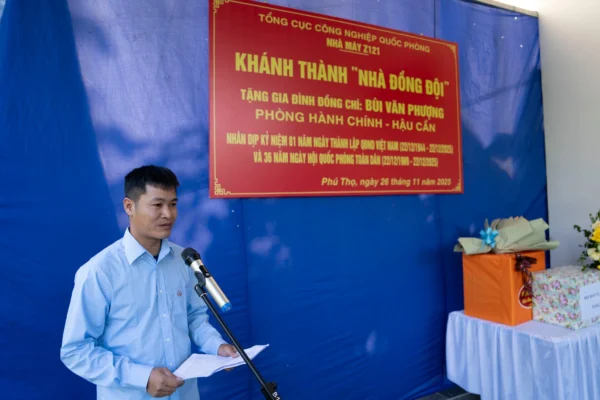 TỔNG CỤC CÔNG NGHIỆP QUỐC PHÒNG
NHÀ MÁY Z121
KHÁNH THÀNH "NHÀ ĐỒNG ĐỘI"
TẶNG GIA ĐÌNH ĐỒNG CHÍ: BÙI VĂN PHƯỢNG
PHÒNG HÀNH CHÍNH - HẬU CẦN
NHÂN DỊP KỶ NIỆM 81 NĂM NGÀY THÀNH LẬP QĐND VIỆT NAM (22/12/1944 - 22/12/2025)
VÀ 36 NĂM NGÀY HỘI QUỐC PHÒNG TOÀN DÂN (22/12/1989 - 22/12/2025)
Phú Thọ, ngày 26 tháng 11 năm 2025